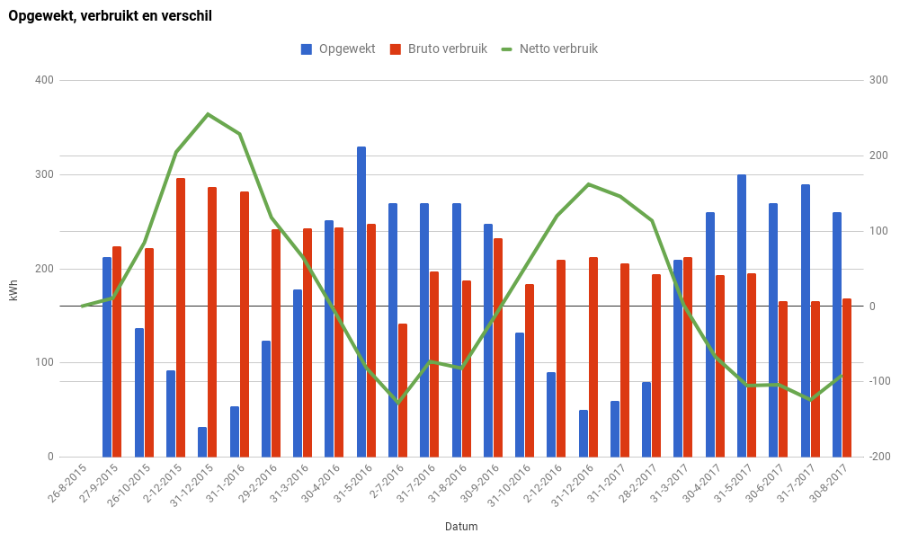 Opgewekt, verbruikt en verschil
Opgewekt Bruto verbruik Netto verbruik
400 300
300 200
200 100
100 0
0 -100
-200
kWh
26-8-2015 27-9-2015 26-10-2015 2-12-2015 31-12-2015 31-1-2016 29-2-2016 31-3-2016 30-4-2016 31-5-2016 2-7-2016 31-7-2016 31-8-2016 30-9-2016 31-10-2016 2-12-2016 31-12-2016 31-1-2017 28-2-2017 31-3-2017 30-4-2017 31-5-2017 30-6-2017 31-7-2017 30-8-2017
Datum